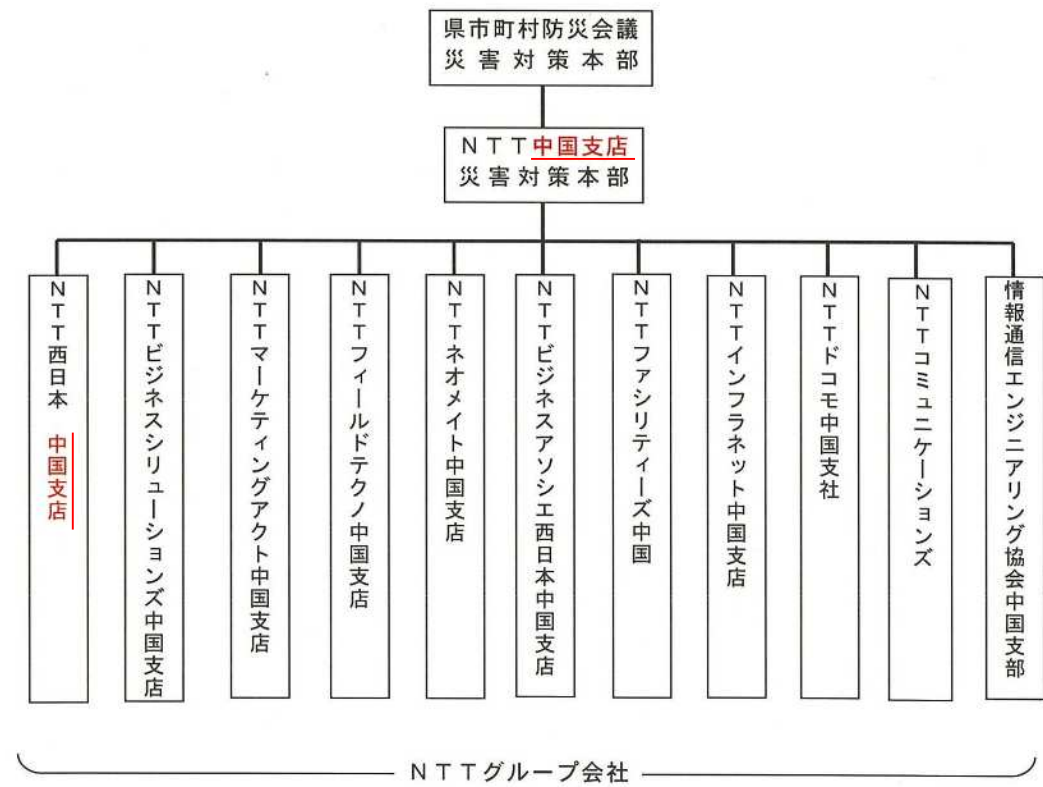 県市町村防災会議
災害対策本部
ＮＴＴ中国支店
災害対策本部
ＮＴＴ西日本　中国支店
ＮＴＴビジネスシリューションズ中国支店
ＮＴＴマーケティングアクト中国支店
ＮＴＴフィールドテクノ中国支店
ＮＴＴネオメイト中国支店
ＮＴＴビジネスアソシエ西日本中国支店
ＮＴＴファシリティーズ中国
ＮＴＴインフラネット中国支店
ＮＴＴドコモ中国支社
ＮＴＴコミュニケーションズ
情報通信エンジニアリング協会中国支部
ＮＴＴグループ会社